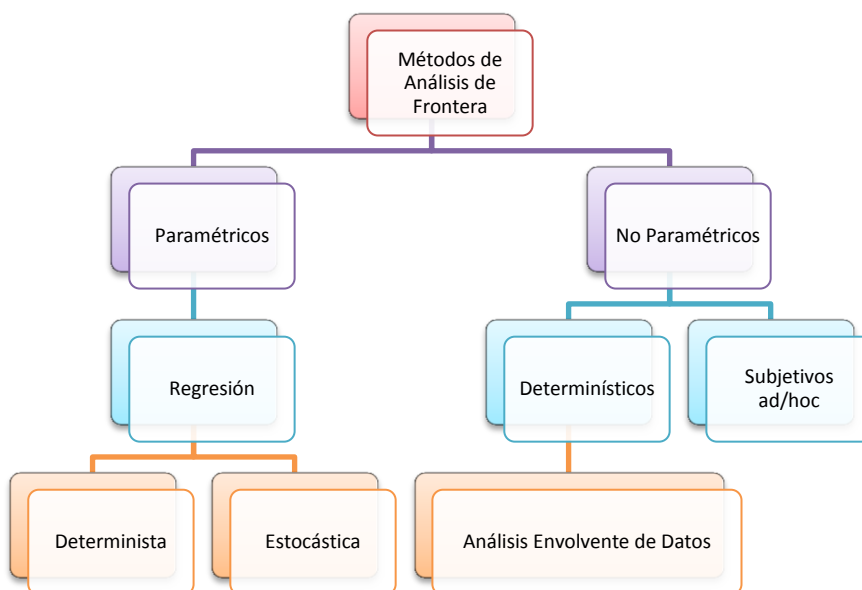 Métodos de
Análisis de
Frontera
Paramétricos
No Paramétricos
Regresión
Determinísticos
Subjetivos
ad/hoc
Determinista
Estocástica
Análisis Envolvente de Datos